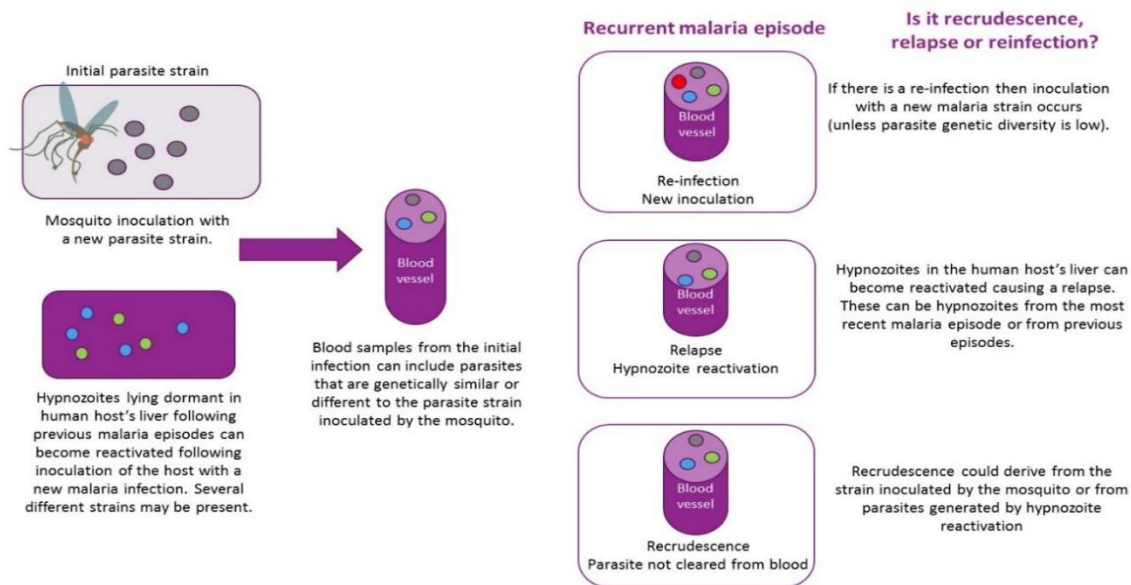 Initial parasite strain
Mosquito inoculation with
a new parasite strain.
Hypnozoites lying dormant in
human host's liver following
previous malaria episodes can
become reactivated following
inoculation of the host with a
new malaria infection. Several
different strains may be present.
Blood
vessel
Blood samples from the initial
infection can include parasites
that are genetically similar or
different to the parasite strain
inoculated by the mosquito.
Recurrent malaria episode
Is it recrudescence,
relapse or reinfection?
Blood
vessel
Re-infection
New inoculation
If there is a re-infection then inoculation
with a new malaria strain occurs
(unless parasite genetic diversity is low).
Blood
vessel
Relapse
Hypnozoite reactivation
Hypnozoites in the human host's liver can
become reactivated causing a relapse.
These can be hypnozoites from the most
recent malaria episode or from previous
episodes.
Blood
vessel
Recrudescence
Parasite not cleared from blood
Recrudescence could derive from the
strain inoculated by the mosquito or from
parasites generated by hypnozoite
reactivation